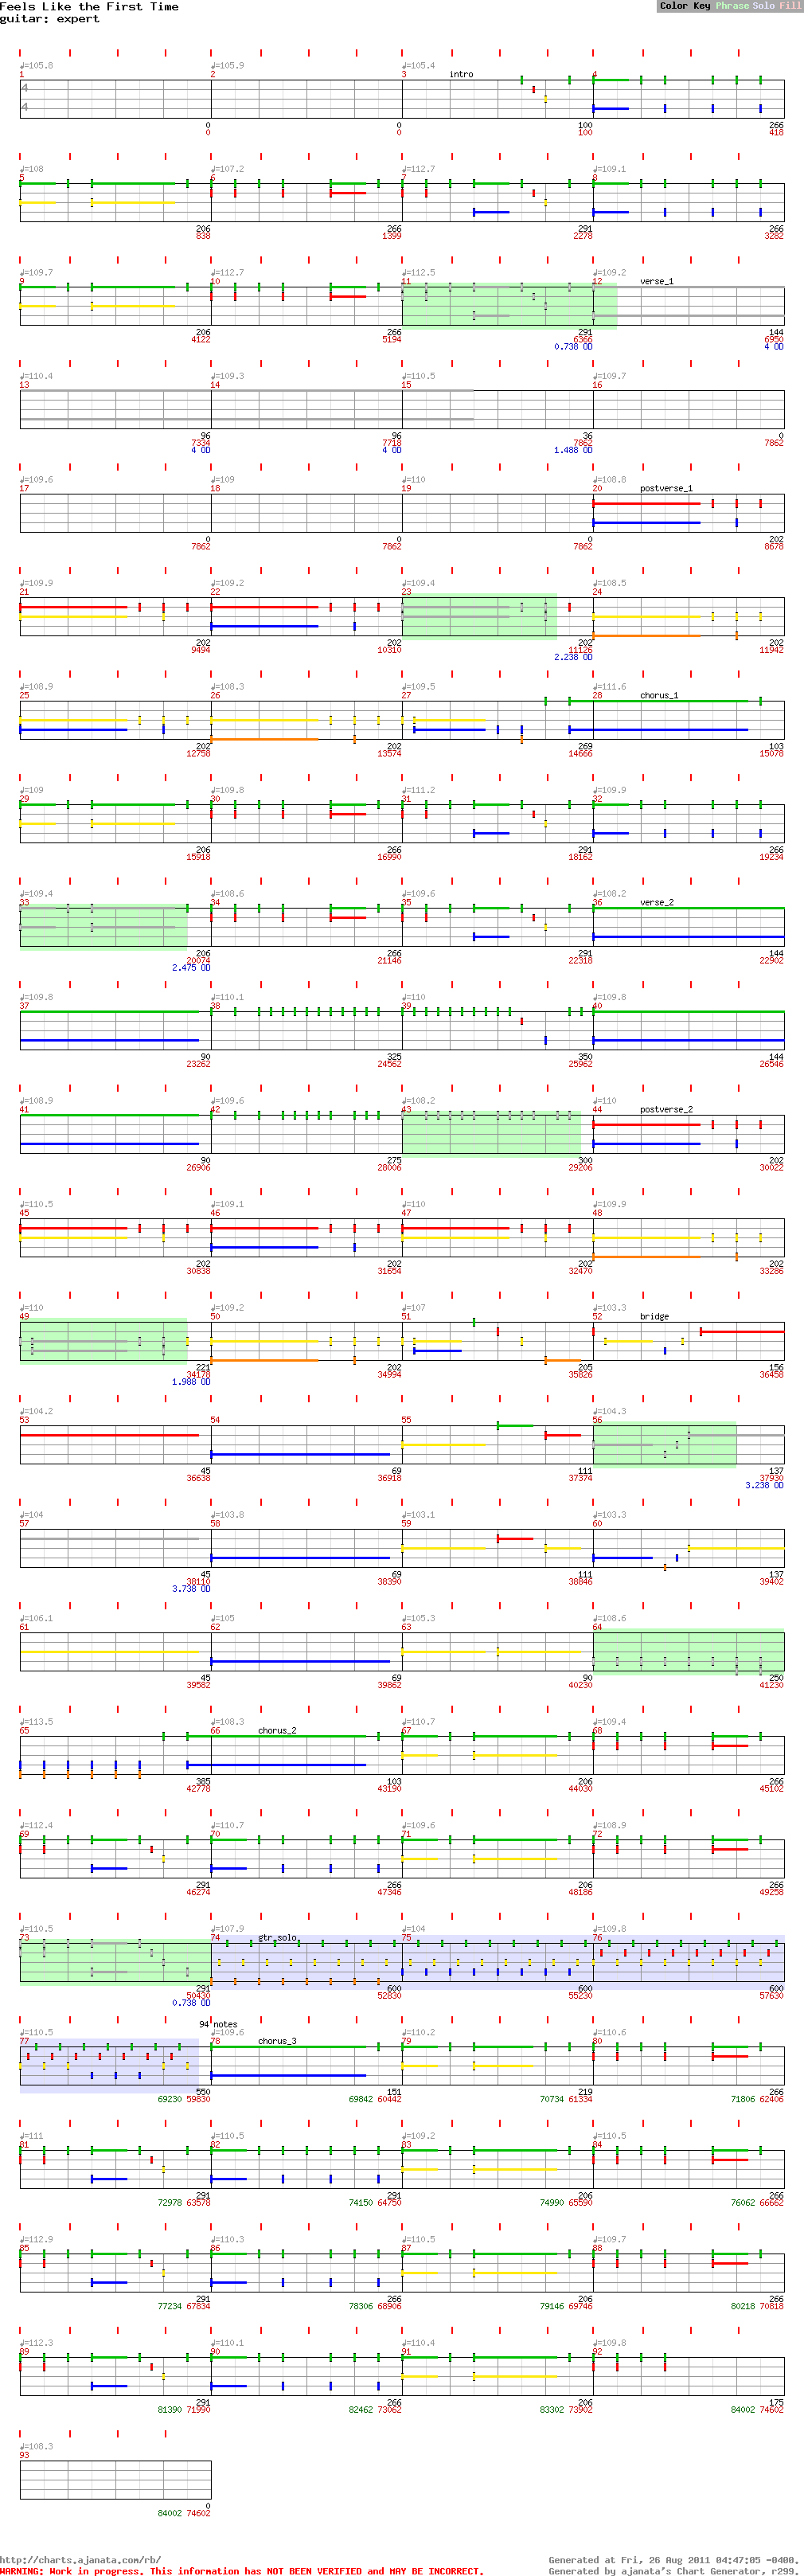 Feels Like the First Time
Color Key Phrase Solo Fill
guitar: expert
♩=105.8 ♩=105.9 ♩=105.4
1 2 3 intro 4
4
4
0 0 100 266
0 0 100 418
♩=108 ♩=107.2 ♩=112.7 ♩=109.1
5 6 7 8
206 266 291 266
838 1399 2278 3282
♩=109.7 ♩=112.7 ♩=112.5 ♩=109.2
9 10 11 12 verse_1
206 266 291 144
4122 5194 6366 6950
0.738 OD 4 OD
♩=110.4 ♩=109.3 ♩=110.5 ♩=109.7
13 14 15 16
96 96 36 0
7334 7718 7862 7862
4 OD 4 OD 1.488 OD
♩=109.6 ♩=109 ♩=110 ♩=108.8
17 18 19 20 postverse_1
0 0 0 202
7862 7862 7862 8678
♩=109.9 ♩=109.2 ♩=109.4 ♩=108.5
21 22 23 24
202 202 202 202
9494 10310 11126 11942
2.238 OD
♩=108.9 ♩=108.3 ♩=109.5 ♩=111.6
25 26 27 28 chorus_1
202 202 269 103
12758 13574 14666 15078
♩=109 ♩=109.8 ♩=111.2 ♩=109.9
29 30 31 32
206 266 291 266
15918 16990 18162 19234
♩=109.4 ♩=108.6 ♩=109.6 ♩=108.2
33 34 35 36 verse_2
206 266 291 144
20074 21146 22318 22902
2.475 OD
♩=109.8 ♩=110.1 ♩=110 ♩=109.8
37 38 39 40
90 325 350 144
23262 24562 25962 26546
♩=108.9 ♩=109.6 ♩=108.2 ♩=110
41 42 43 44 postverse_2
90 275 300 202
26906 28006 29206 30022
♩=110.5 ♩=109.1 ♩=110 ♩=109.9
45 46 47 48
202 202 202 202
30838 31654 32470 33286
♩=110 ♩=109.2 ♩=107 ♩=103.3
49 50 51 52 bridge
221 202 205 156
34178 34994 35826 36458
1.988 OD
♩=104.2 ♩=104.3
53 54 55 56
45 69 111 137
36638 36918 37374 37930
3.238 OD
♩=104 ♩=103.8 ♩=103.1 ♩=103.3
57 58 59 60
45 69 111 137
38110 38390 38846 39402
3.738 OD
♩=106.1 ♩=105 ♩=105.3 ♩=108.6
61 62 63 64
45 69 90 250
39582 39862 40230 41230
♩=113.5 ♩=108.3 ♩=110.7 ♩=109.4
65 66 chorus_2 67 68
385 103 206 266
42778 43190 44030 45102
♩=112.4 ♩=110.7 ♩=109.6 ♩=108.9
69 70 71 72
291 266 206 266
46274 47346 48186 49258
♩=110.5 ♩=107.9 ♩=104 ♩=109.8
73 74 gtr_solo 75 76
291 600 600 600
50430 52830 55230 57630
0.738 OD
94 notes
♩=110.5 ♩=109.6 ♩=110.2 ♩=110.6
77 78 chorus_3 79 80
550 151 219 266
69230 59830 69842 60442 70734 61334 71806 62406
♩=111 ♩=110.5 ♩=109.2 ♩=110.5
81 82 83 84
291 266 206 266
72978 63578 74150 64750 74990 65590 76062 66662
♩=112.9 ♩=110.3 ♩=110.5 ♩=109.7
85 86 87 88
291 266 206 266
77234 67834 78306 68906 79146 69746 80218 70818
♩=112.3 ♩=110.1 ♩=110.4 ♩=109.8
89 90 91 92
291 266 206 175
81390 71990 82462 73062 83302 73902 84002 74602
♩=108.3
93
0
84002 74602
http://charts.ajanata.com/rb/
Generated at Fri, 26 Aug 2011 04:47:05 -0400.
WARNING: Work in progress. This information has NOT BEEN VERIFIED and MAY BE INCORRECT.
Generated by ajanata's Chart Generator, r299.